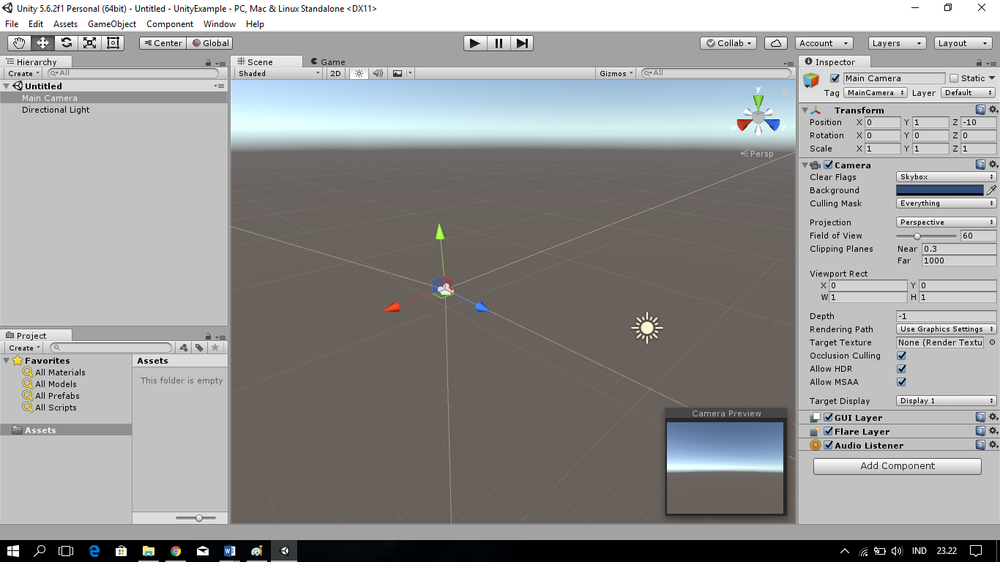 Unity 5.6.2f1 Personal (64bit) - Untitled - UnityExample - PC, Mac & Linux Standalone <DX11>
File Edit Assets GameObject Component Window Help
Center Global Collab Account Layers Layout
Hierarchy
Create All
Untitled
Main Camera
Directional Light
Scene Game
Shaded 2D Gizmos All
y
x z
Persp
Camera Preview
Project
Create
Favorites
All Materials
All Models
All Prefabs
All Scripts
Assets
Assets
This folder is empty
Inspector
Main Camera Static
Tag MainCamera Layer Default
Transform
Position X 0 Y 1 Z -10
Rotation X 0 Y 0 Z 0
Scale X 1 Y 1 Z 1
Camera
Clear Flags Skybox
Background
Culling Mask Everything
Projection Perspective
Field of View 60
Clipping Planes Near 0.3
Far 1000
Viewport Rect
X 0 Y 0
W 1 H 1
Depth -1
Rendering Path Use Graphics Settings
Target Texture None (Render Textu
Occlusion Culling
Allow HDR
Allow MSAA
Target Display Display 1
GUI Layer
Flare Layer
Audio Listener
Add Component
IND 23.22